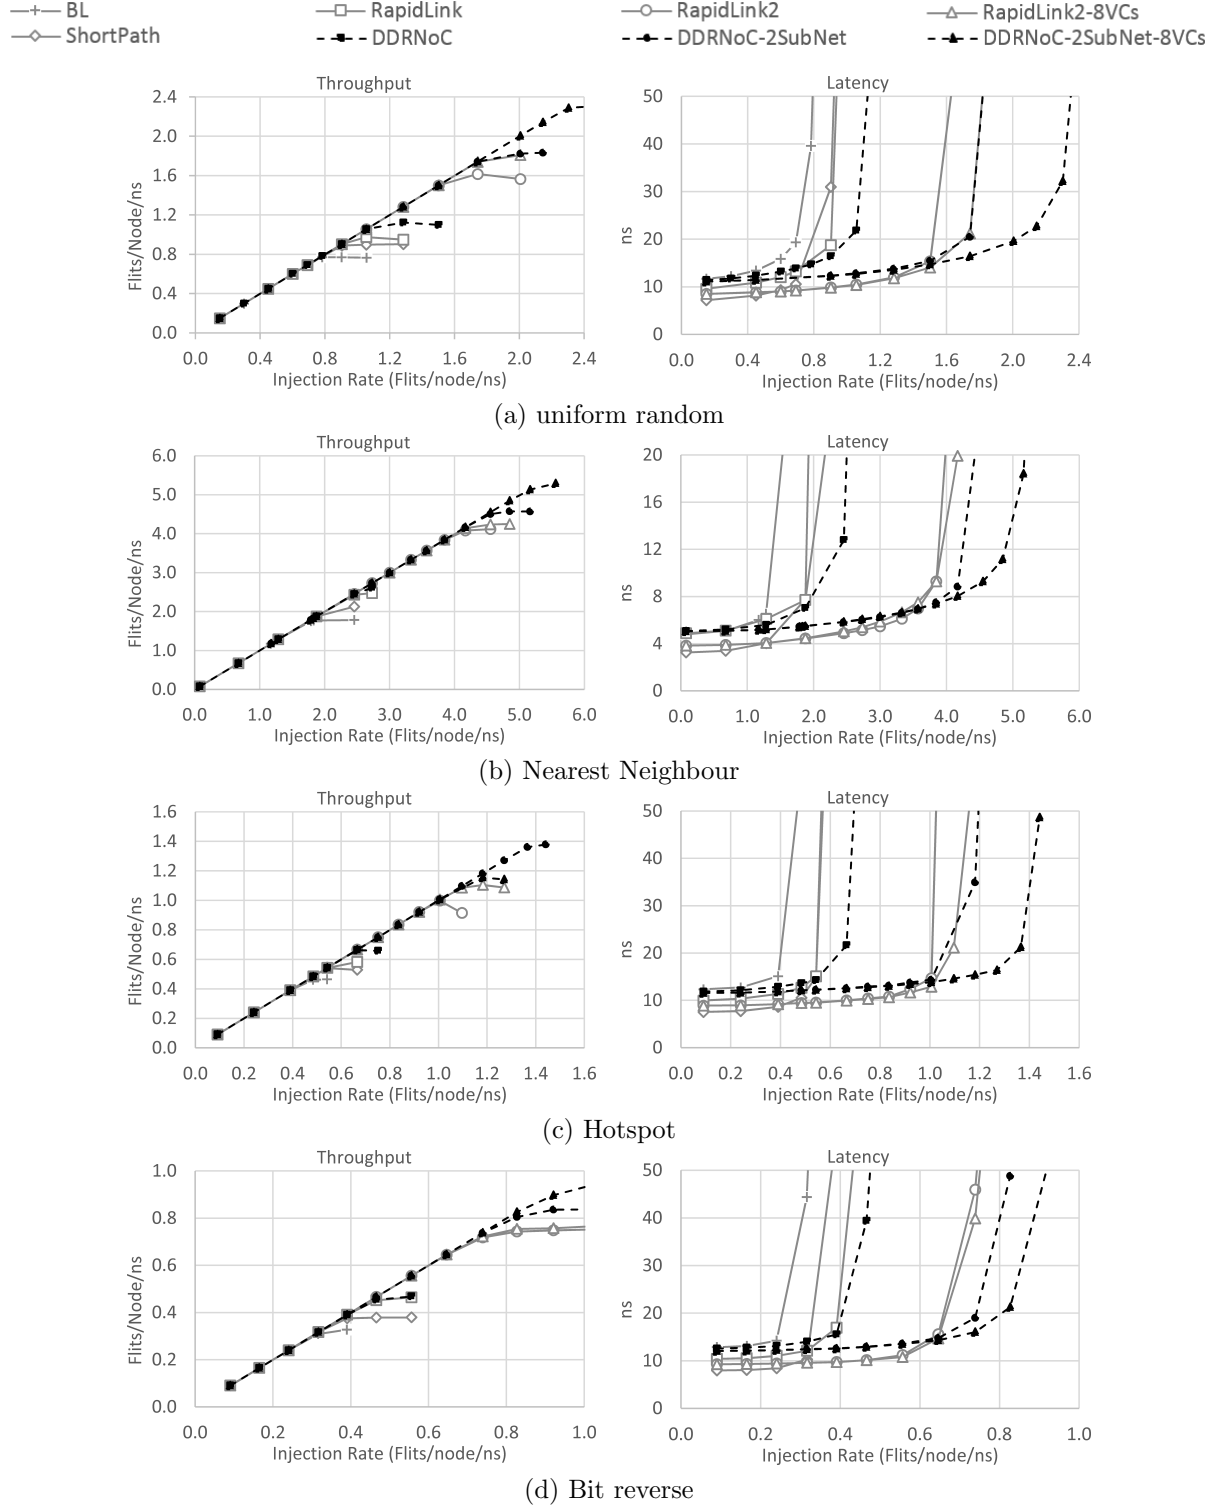 BL RapidLink RapidLink2 RapidLink2-8VCs
ShortPath DDRNoC DDRNoC-2SubNet DDRNoC-2SubNet-8VCs
Throughput Latency
2.4
2.0
1.6
1.2
0.8
0.4
0.0
Flits/Node/ns
0.0 0.4 0.8 1.2 1.6 2.0 2.4
Injection Rate (Flits/node/ns)
50
40
30
20
10
0
ns
0.0 0.4 0.8 1.2 1.6 2.0 2.4
Injection Rate (Flits/node/ns)
(a) uniform random
Throughput Latency
6.0
5.0
4.0
3.0
2.0
1.0
0.0
Flits/Node/ns
0.0 1.0 2.0 3.0 4.0 5.0 6.0
Injection Rate (Flits/node/ns)
20
16
12
8
4
0
ns
0.0 1.0 2.0 3.0 4.0 5.0 6.0
Injection Rate (Flits/node/ns)
(b) Nearest Neighbour
Throughput Latency
1.6
1.4
1.2
1.0
0.8
0.6
0.4
0.2
0.0
Flits/Node/ns
0.0 0.2 0.4 0.6 0.8 1.0 1.2 1.4 1.6
Injection Rate (Flits/node/ns)
50
40
30
20
10
0
ns
0.0 0.2 0.4 0.6 0.8 1.0 1.2 1.4 1.6
Injection Rate (Flits/node/ns)
(c) Hotspot
Throughput Latency
1.0
0.8
0.6
0.4
0.2
0.0
Flits/Node/ns
0.0 0.2 0.4 0.6 0.8 1.0
Injection Rate (Flits/node/ns)
50
40
30
20
10
0
ns
0.0 0.2 0.4 0.6 0.8 1.0
Injection Rate (Flits/node/ns)
(d) Bit reverse